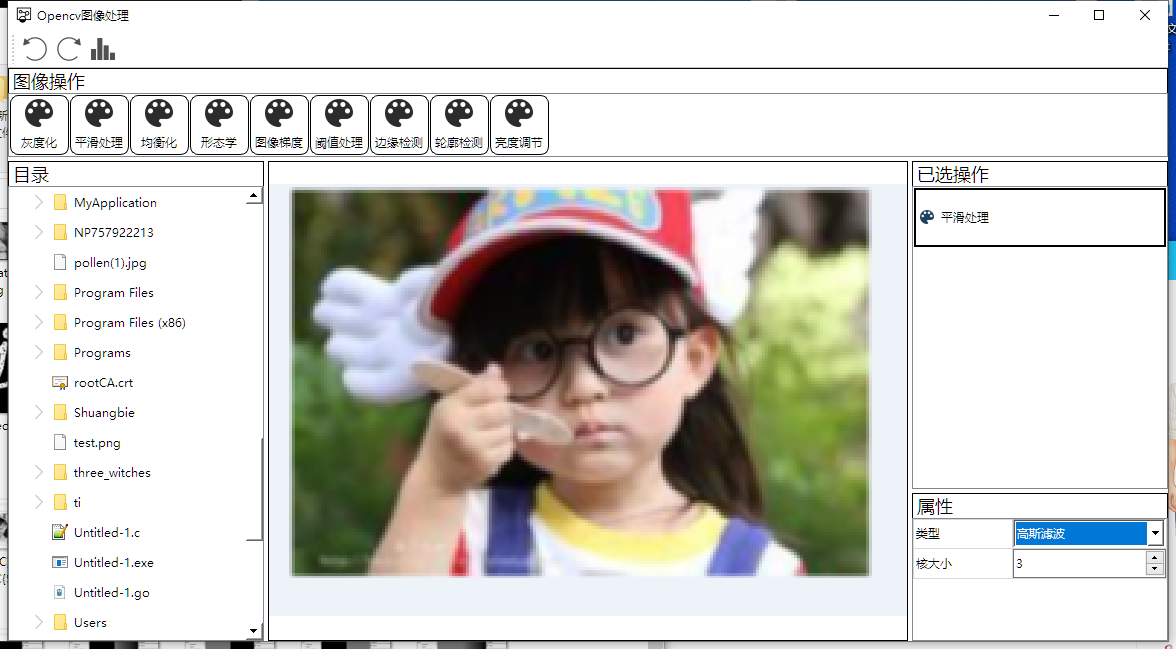 Opencv图像处理
图像操作
灰度化 平滑处理 均衡化 形态学 图像梯度 阈值处理 边缘检测 轮廓检测 亮度调节
目录
MyApplication
NP757922213
pollen(1).jpg
Program Files
Program Files (x86)
Programs
rootCA.crt
Shuangbie
test.png
three_witches
ti
Untitled-1.c
Untitled-1.exe
Untitled-1.go
Users
已选操作
平滑处理
属性
类型 高斯滤波
核大小 3